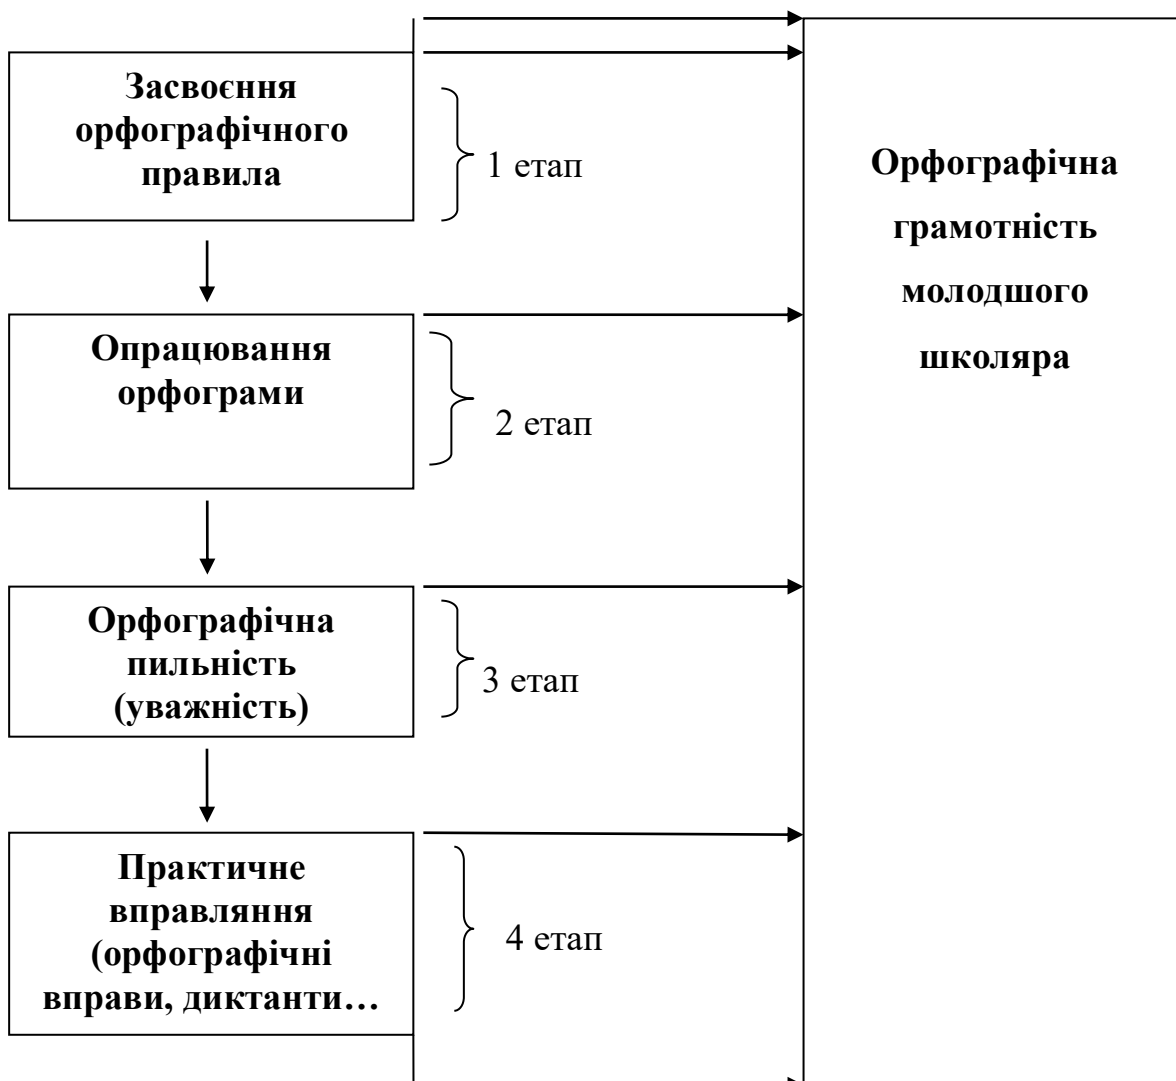 Засвоєння
орфографічного
правила
1 етап
Опрацювання
орфограми
2 етап
Орфографічна
пильність
(уважність)
3 етап
Практичне
вправляння
(орфографічні
вправи, диктанти…
4 етап
Орфографічна
грамотність
молодшого
школяра